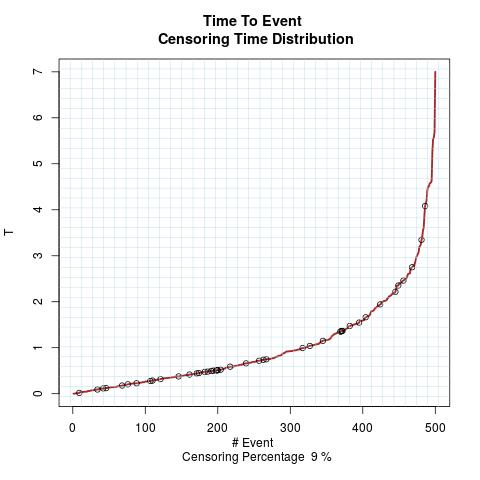 Time To Event
Censoring Time Distribution
7
6
5
4
3
2
1
0
T
0 100 200 300 400 500
# Event
Censoring Percentage 9 %